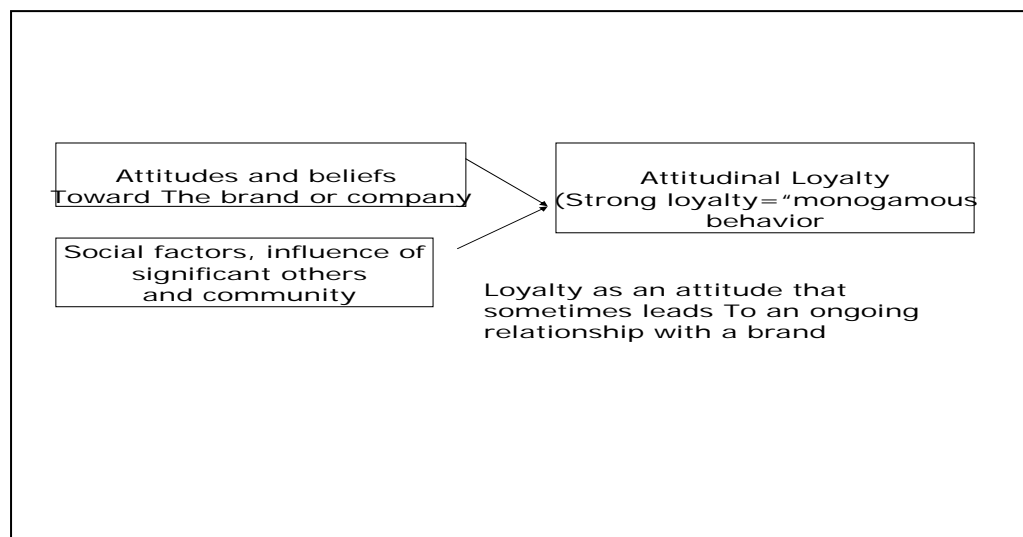 Attitudes and beliefs
Toward The brand or company
Social factors, influence of
significant others
and community
Attitudinal Loyalty
(Strong loyalty=“monogamous
behavior
Loyalty as an attitude that
sometimes leads To an ongoing
relationship with a brand